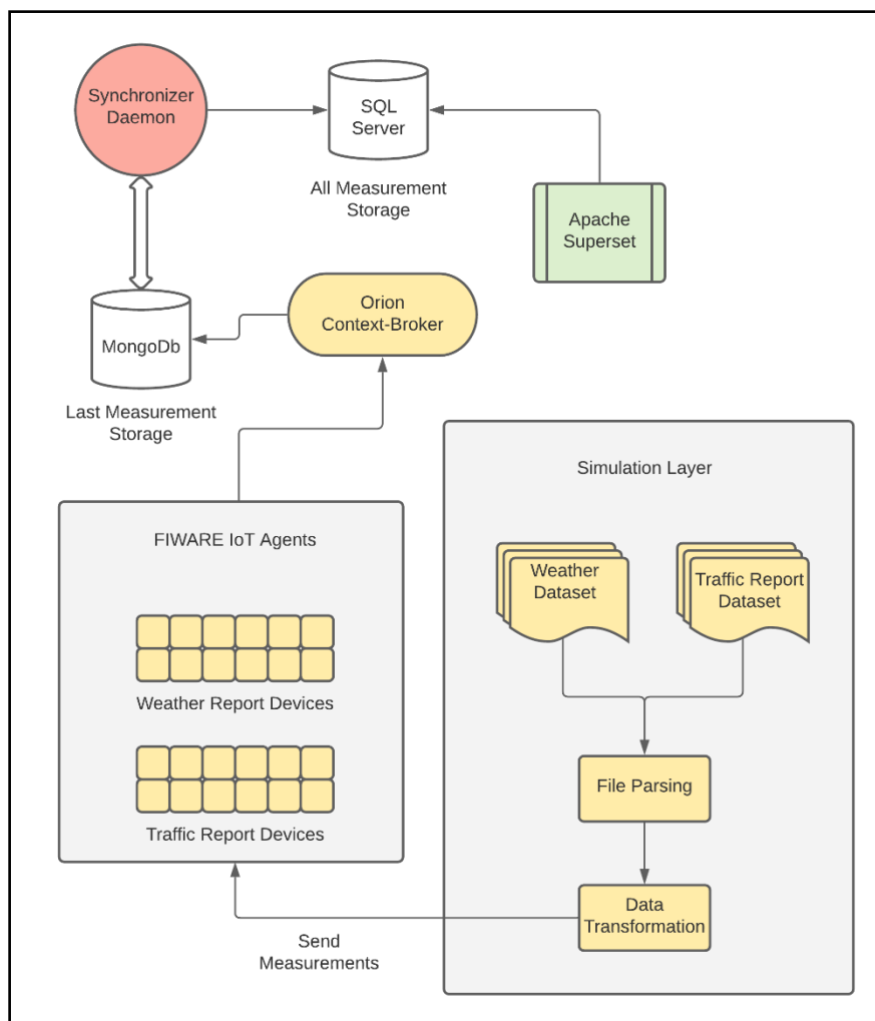 Synchronizer
Daemon
SQL
Server
All Measurement
Storage
Apache
Superset
Orion
Context-Broker
MongoDb
Last Measurement
Storage
Simulation Layer
FIWARE IoT Agents
Weather
Dataset
Traffic Report
Dataset
Weather Report Devices
File Parsing
Traffic Report Devices
Data
Transformation
Send
Measurements